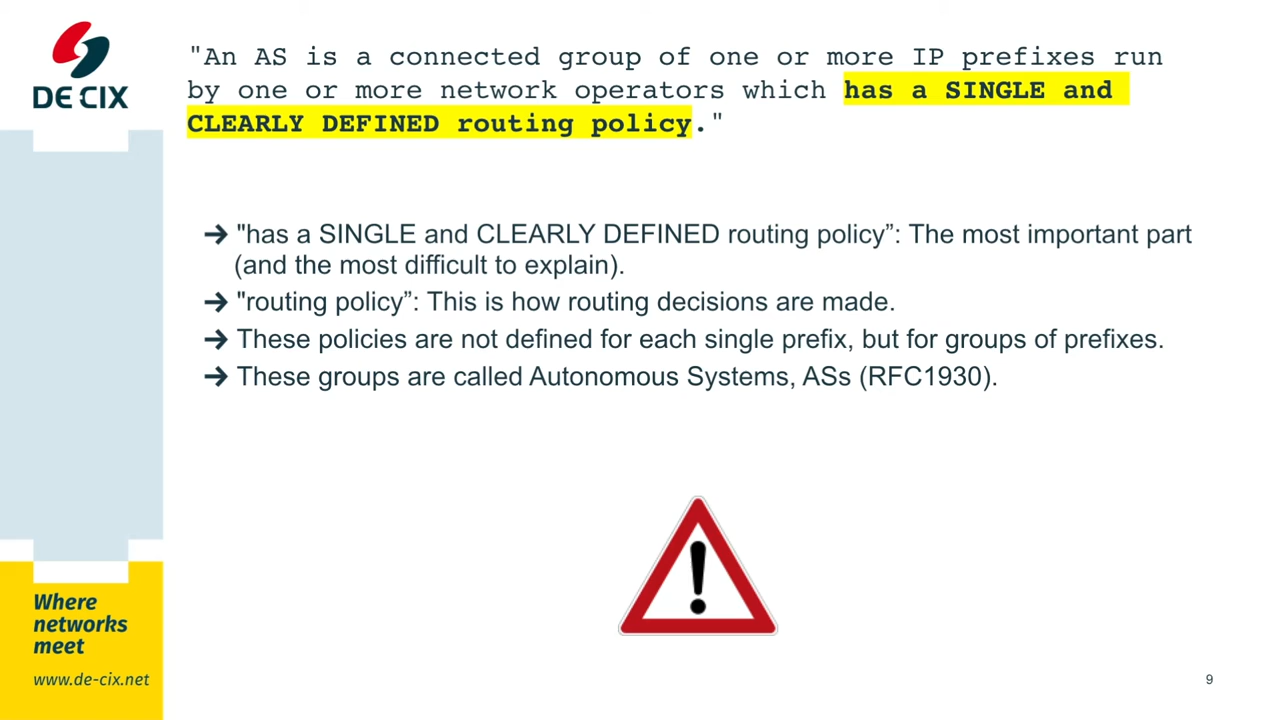 DE CIX
"An AS is a connected group of one or more IP prefixes run
by one or more network operators which has a SINGLE and
CLEARLY DEFINED routing policy."
→ "has a SINGLE and CLEARLY DEFINED routing policy”: The most important part
(and the most difficult to explain).
→ "routing policy”: This is how routing decisions are made.
→ These policies are not defined for each single prefix, but for groups of prefixes.
→ These groups are called Autonomous Systems, ASs (RFC1930).
!
Where
networks
meet
www.de-cix.net
9